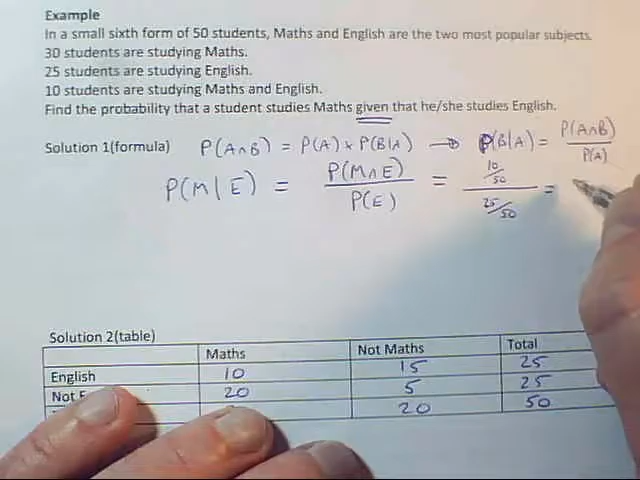 Example
In a small sixth form of 50 students, Maths and English are the two most popular subjects.
30 students are studying Maths.
25 students are studying English.
10 students are studying Maths and English.
Find the probability that a student studies Maths given that he/she studies English.
Solution 1(formula) P(A∩B) = P(A) × P(B|A) → P(B|A) = P(A∩B) / P(A)
P(M|E) = P(M∩E) / P(E) = 10/50 / 25/50 =
Solution 2(table)
Maths Not Maths Total
English 10 15 25
Not 20 5 25
20 50